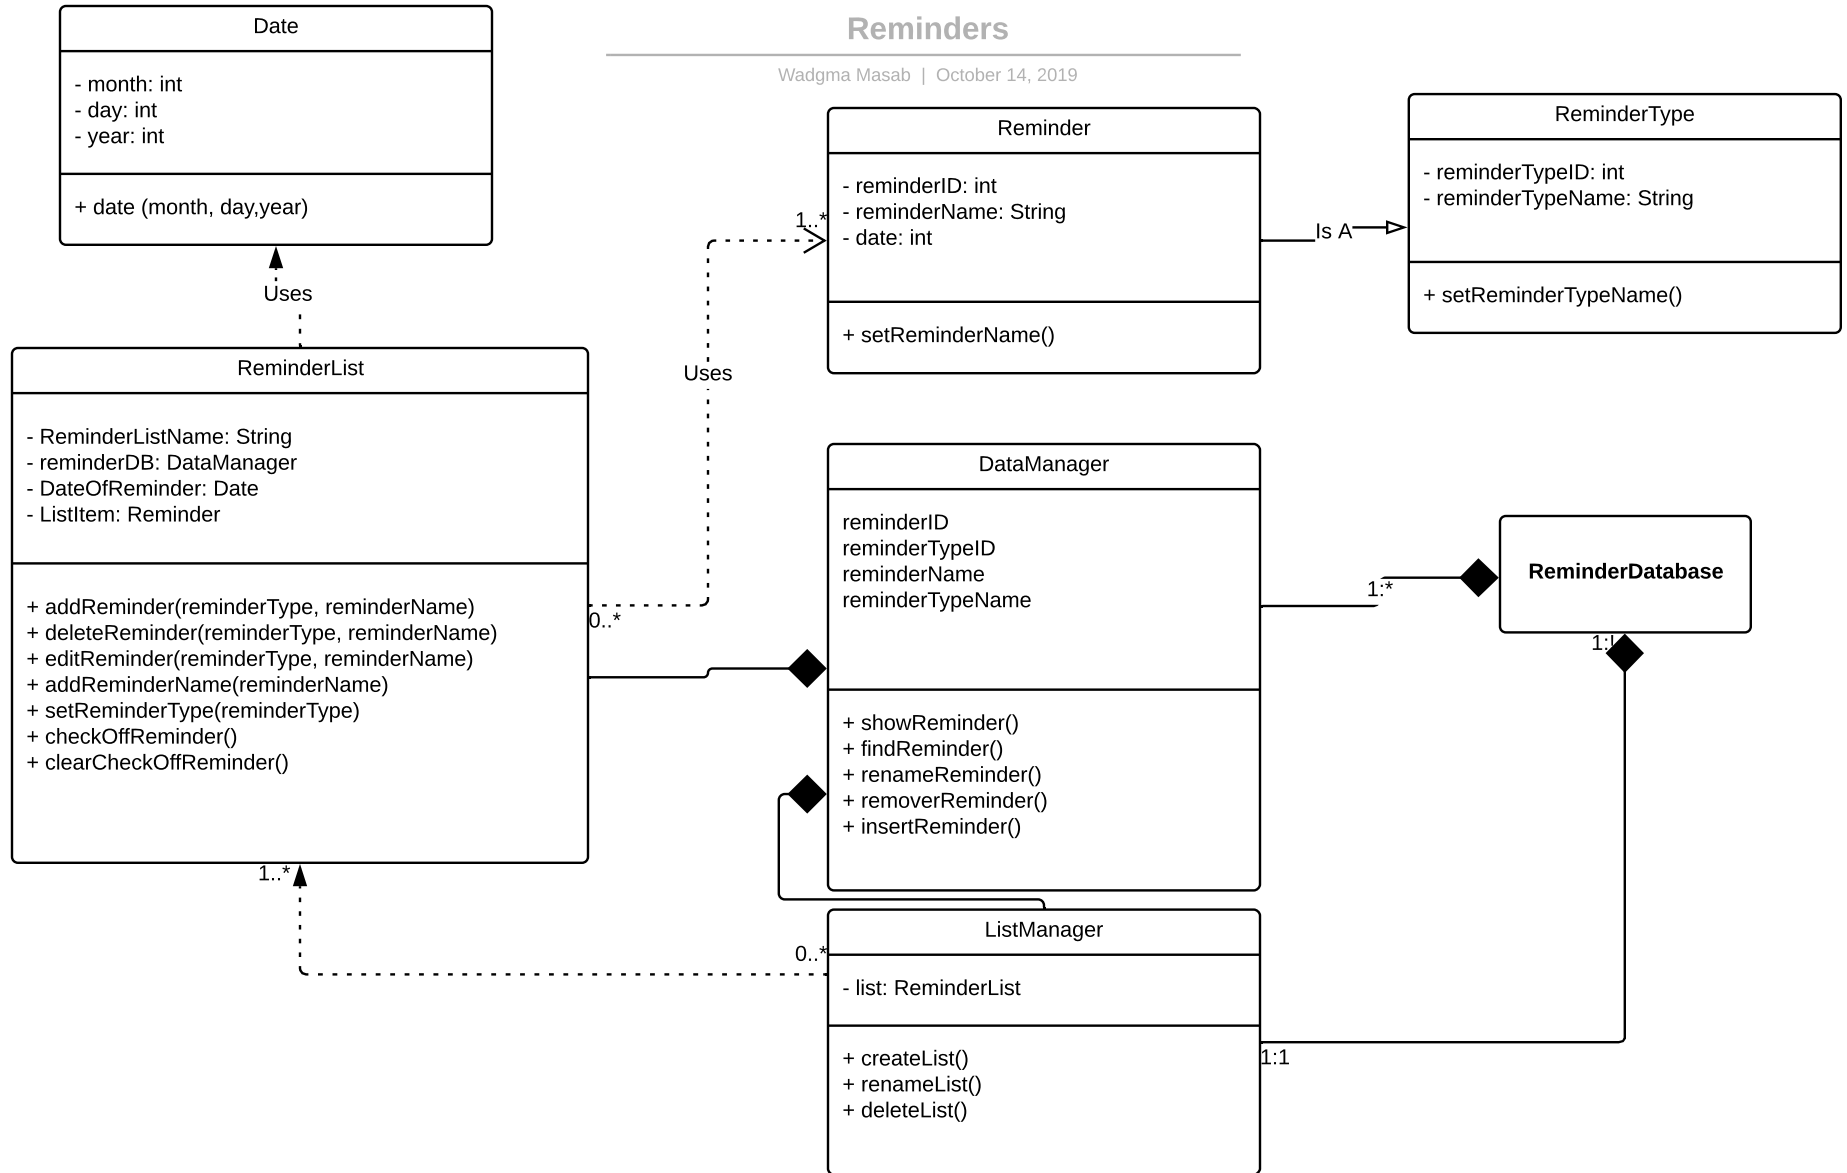 Reminders
Wadgma Masab | October 14, 2019
Date
- month: int
- day: int
- year: int
+ date (month, day,year)
Uses
ReminderList
- ReminderListName: String
- reminderDB: DataManager
- DateOfReminder: Date
- ListItem: Reminder
+ addReminder(reminderType, reminderName)
+ deleteReminder(reminderType, reminderName)
+ editReminder(reminderType, reminderName)
+ addReminderName(reminderName)
+ setReminderType(reminderType)
+ checkOffReminder()
+ clearCheckOffReminder()
0..*
Uses
1..*
Reminder
- reminderID: int
- reminderName: String
- date: int
+ setReminderName()
Is A
ReminderType
- reminderTypeID: int
- reminderTypeName: String
+ setReminderTypeName()
DataManager
reminderID
reminderTypeID
reminderName
reminderTypeName
+ showReminder()
+ findReminder()
+ renameReminder()
+ removerReminder()
+ insertReminder()
1:*
ReminderDatabase
1..*
0..*
ListManager
- list: ReminderList
+ createList()
+ renameList()
+ deleteList()
1:1